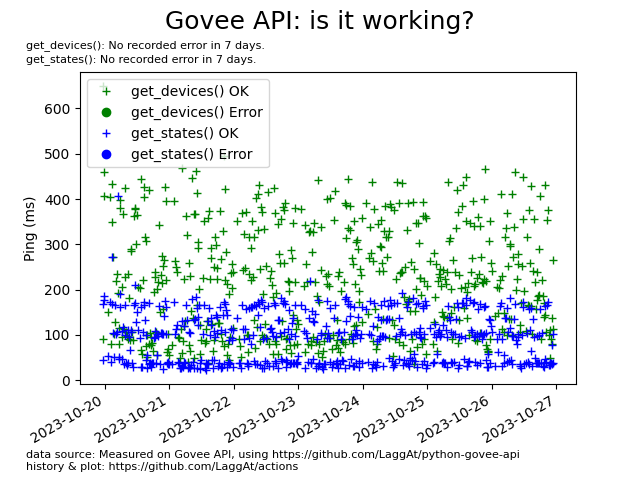 Govee API: is it working?
get_devices(): No recorded error in 7 days.
get_states(): No recorded error in 7 days.
get_devices() OK
get_devices() Error
get_states() OK
get_states() Error
Ping (ms)
600
500
400
300
200
100
0
2023-10-20
2023-10-21
2023-10-22
2023-10-23
2023-10-24
2023-10-25
2023-10-26
2023-10-27
data source: Measured on Govee API, using https://github.com/LaggAt/python-govee-api
history & plot: https://github.com/LaggAt/actions